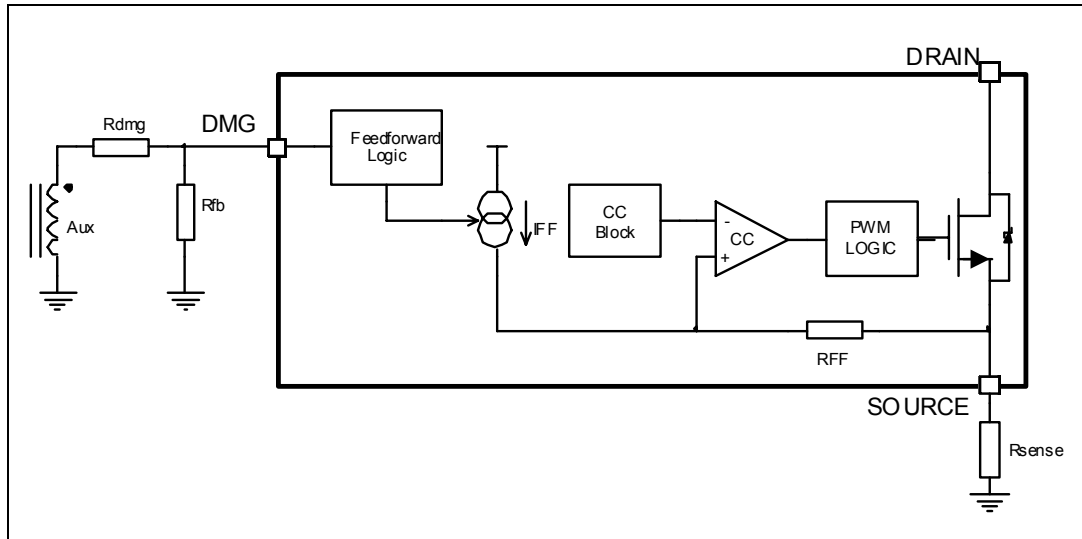 DRAIN
DMG
Rdmg
Feedforward
Logic
Rfb
Aux
IFF
CC
Block
-
CC
+
PWM
LOGIC
RFF
SOURCE
Rsense